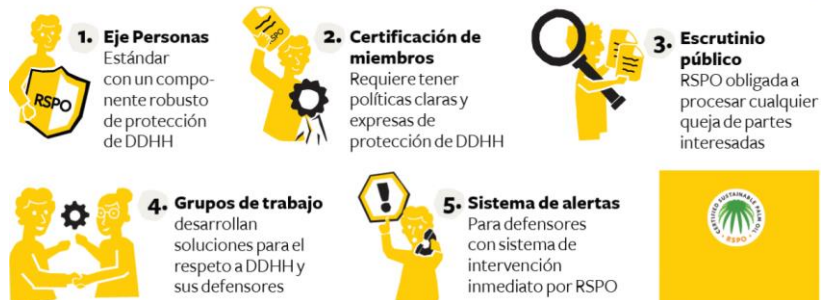 1. Eje Personas
Estándar
con un compo-
nente robusto
de protección
de DDHH
RSPO
2. Certificación de
miembros
Requiere tener
políticas claras y
expresas de
protección de DDHH
3. Escrutinio
público
RSPO obligada a
procesar cualquier
queja de partes
interesadas
4. Grupos de trabajo
desarrollan
soluciones para el
respeto a DDHH y
sus defensores
5. Sistema de alertas
Para defensores
con sistema de
intervención
inmediato por RSPO
!
CERTIFIED SUSTAINABLE PALM OIL
RSPO